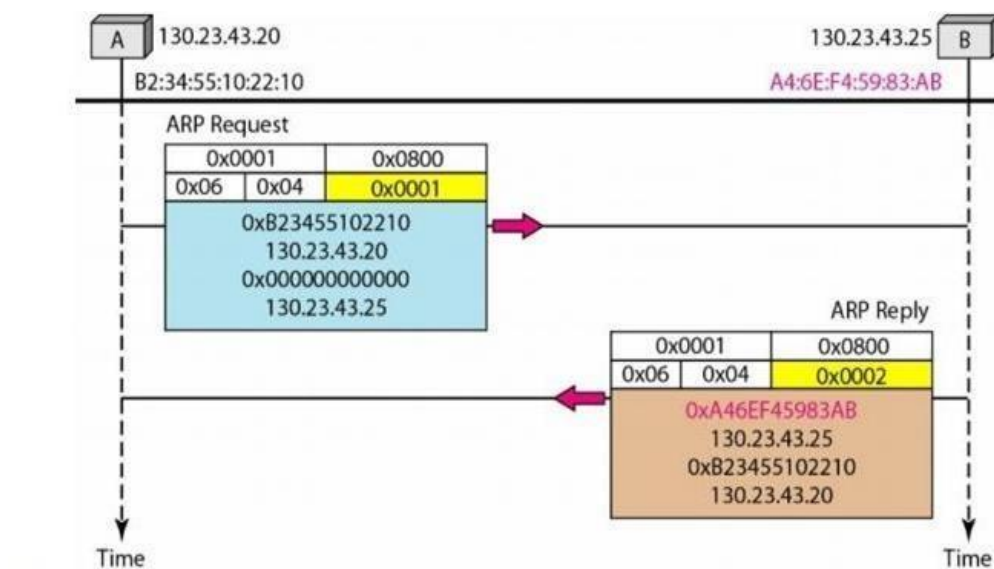 A 130.23.43.20 130.23.43.25 B
B2:34:55:10:22:10 A4:6E:F4:59:83:AB
ARP Request
0x0001 0x0800
0x06 0x04 0x0001
0xB23455102210
130.23.43.20
0x000000000000
130.23.43.25
ARP Reply
0x0001 0x0800
0x06 0x04 0x0002
0xA46EF45983AB
130.23.43.25
0xB23455102210
130.23.43.20
Time Time